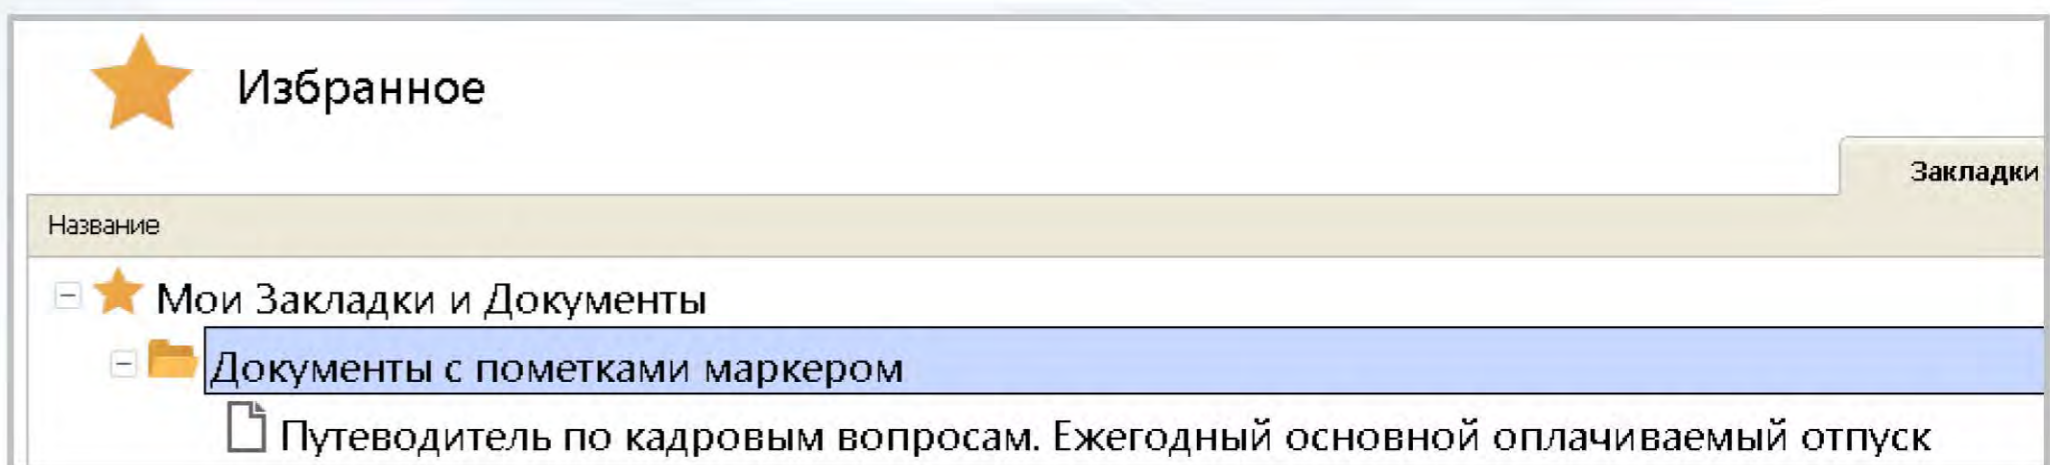 Избранное
Закладки
Название
Мои Закладки и Документы
Документы с пометками маркером
Путеводитель по кадровым вопросам. Ежегодный основной оплачиваемый отпуск